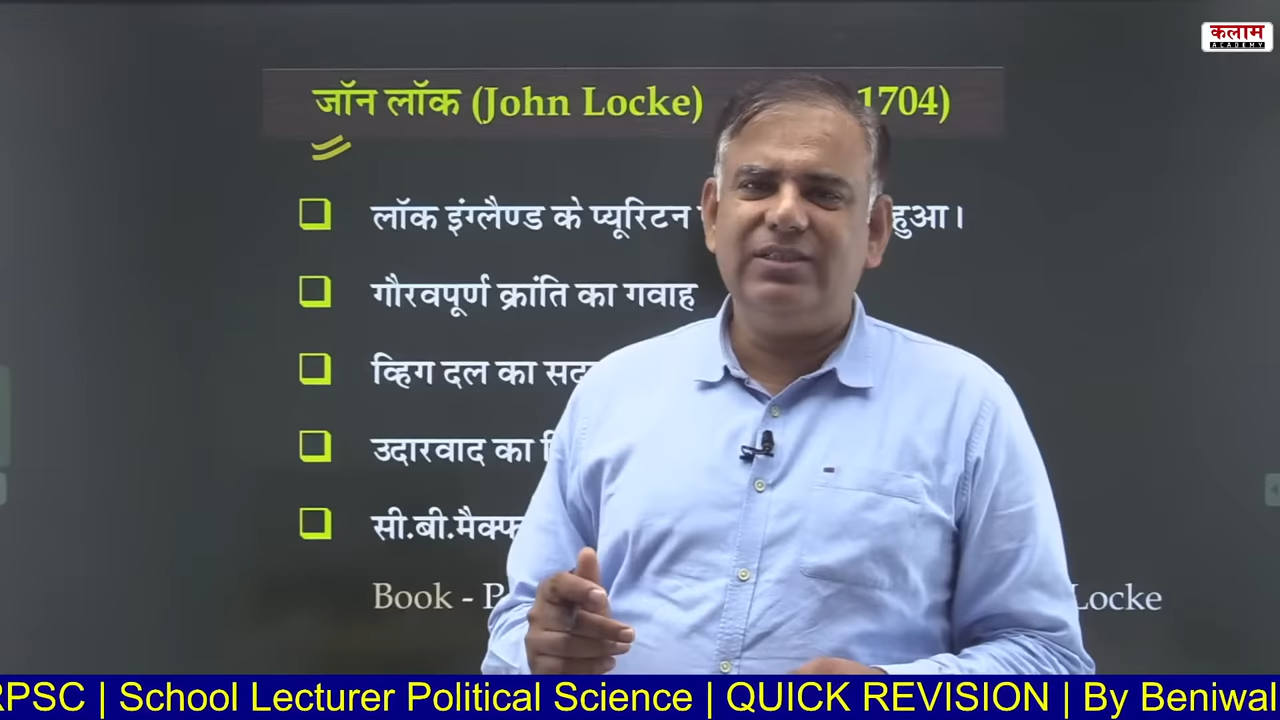 कलाम
ACADEMY
जॉन लॉक (John Locke) 1704)
लॉक इंग्लैण्ड के प्यूरिटन हुआ।
गौरवपूर्ण क्रांति का गवाह
व्हिग दल का
उदारवाद का
सी.बी.
Book - Locke
RPSC | School Lecturer Political Science | QUICK REVISION | By Beniwal